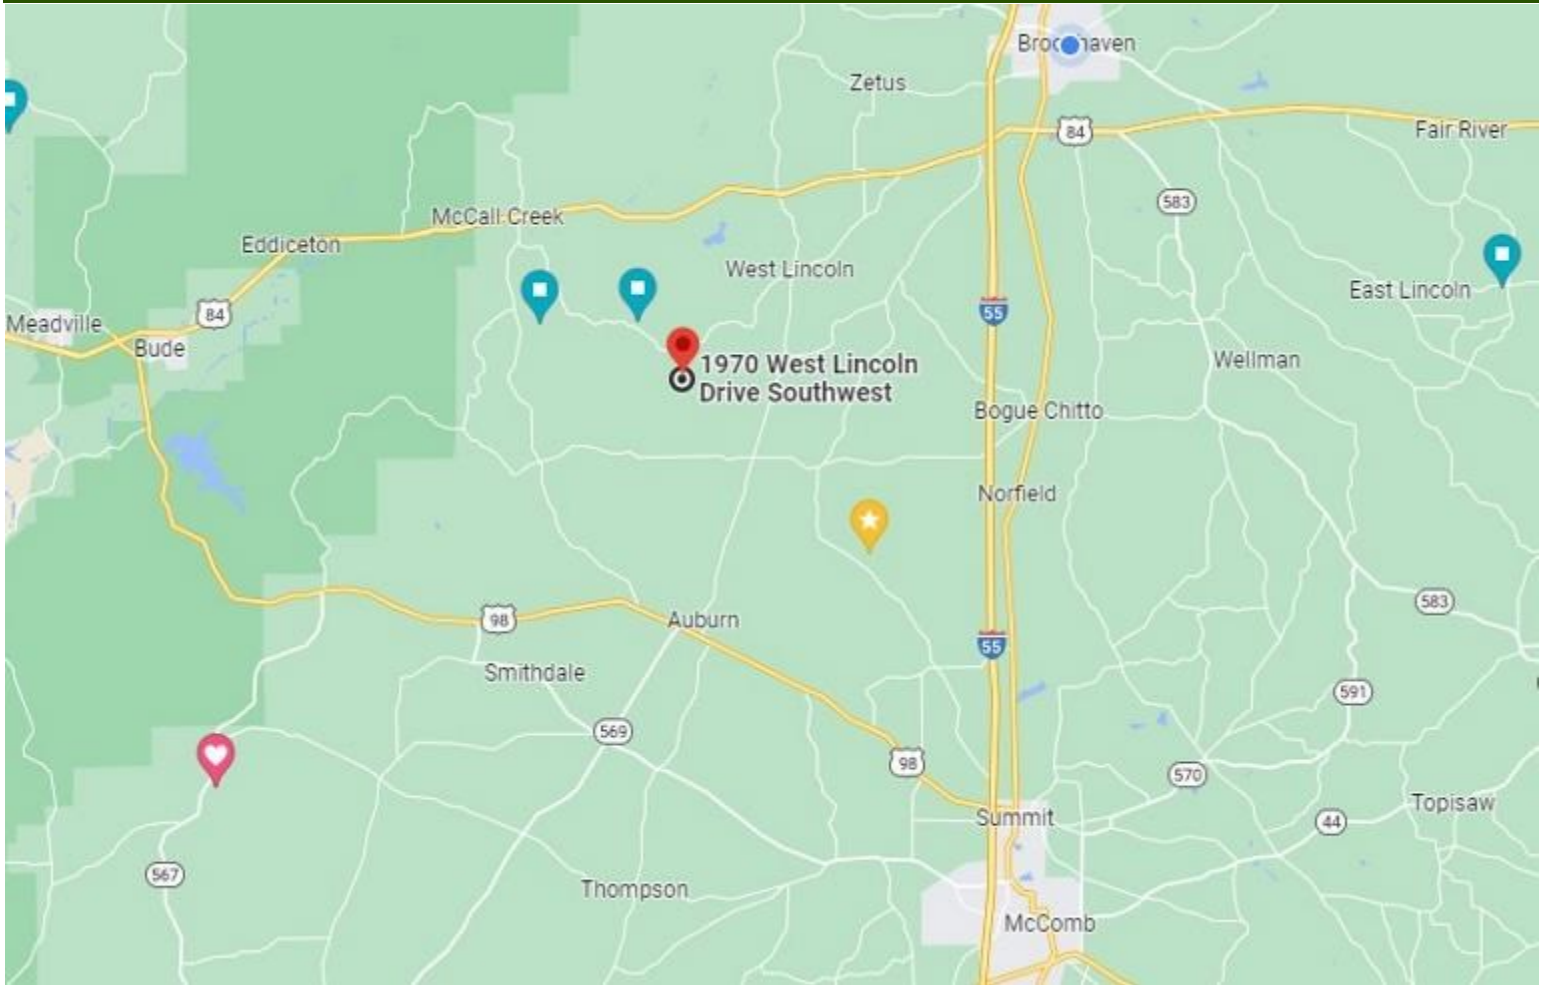 Brookhaven
Zetus
84
Fair River
583
McCall Creek
Eddiceton
West Lincoln
East Lincoln
84
55
Meadville
Bude
1970 West Lincoln
Drive Southwest
Wellman
Bogue Chitto
Norfield
583
98
Auburn
55
Smithdale
591
569
98
570
Summit
Topisaw
44
567
Thompson
McComb